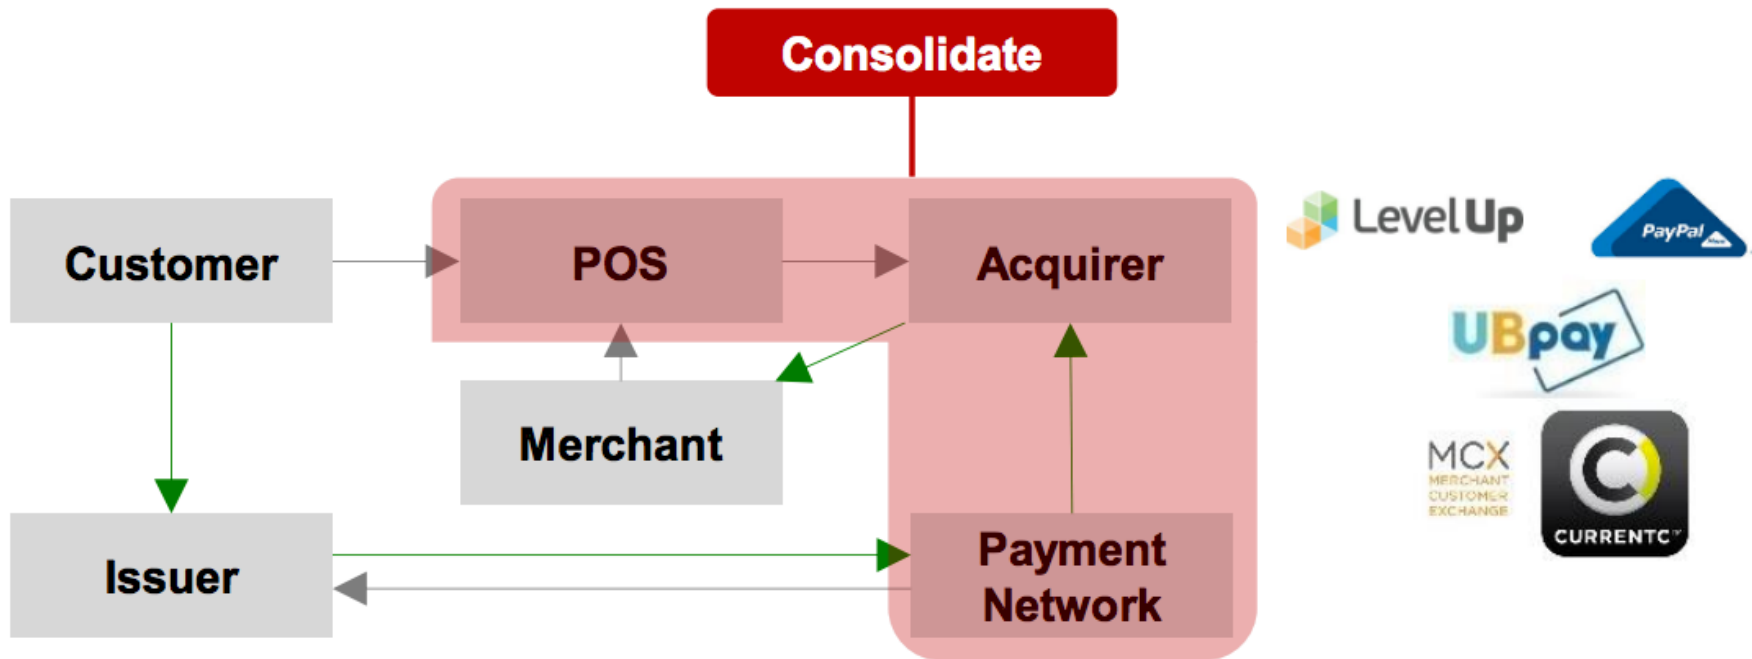 Consolidate
Customer
POS
Acquirer
LevelUp
PayPal
UBpay
Merchant
MCX
MERCHANT
CUSTOMER
EXCHANGE
CURRENTC
Issuer
Payment
Network